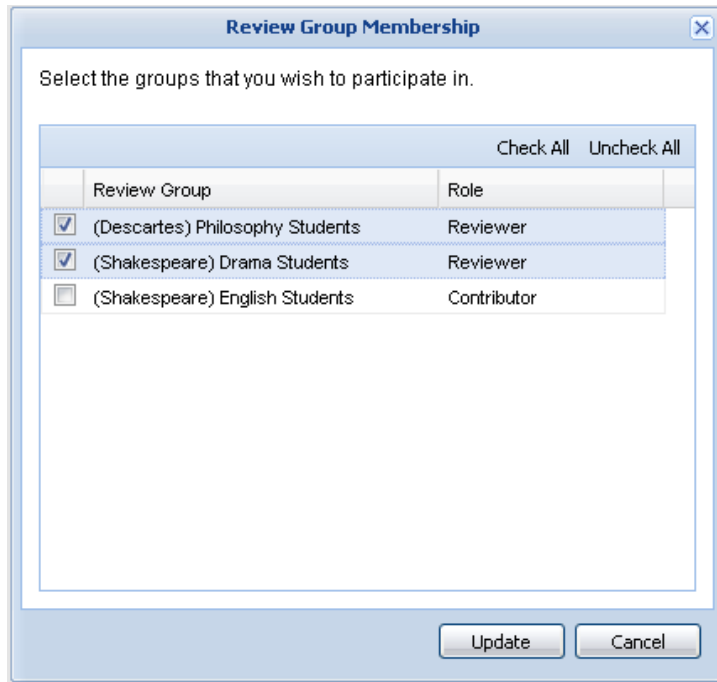 Review Group Membership
Select the groups that you wish to participate in.
Check All Uncheck All
Review Group Role
(Descartes) Philosophy Students Reviewer
(Shakespeare) Drama Students Reviewer
(Shakespeare) English Students Contributor
Update Cancel